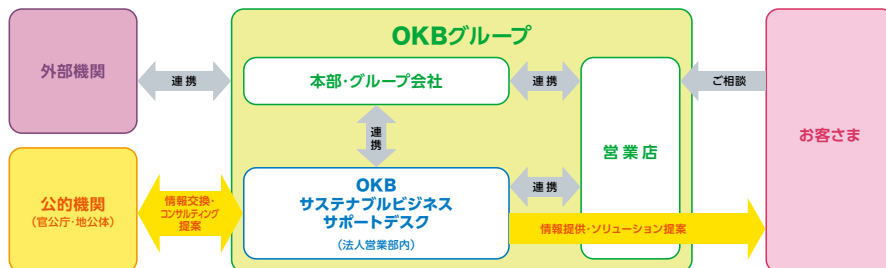 OKBグループ
外部機関
連携
本部・グループ会社
連携
ご相談
お客さま
連
携
営業店
公的機関
(官公庁・地公体)
情報交換・
コンサルティング
提案
OKB
サステナブルビジネス
サポートデスク
(法人営業部内)
連携
情報提供・ソリューション提案